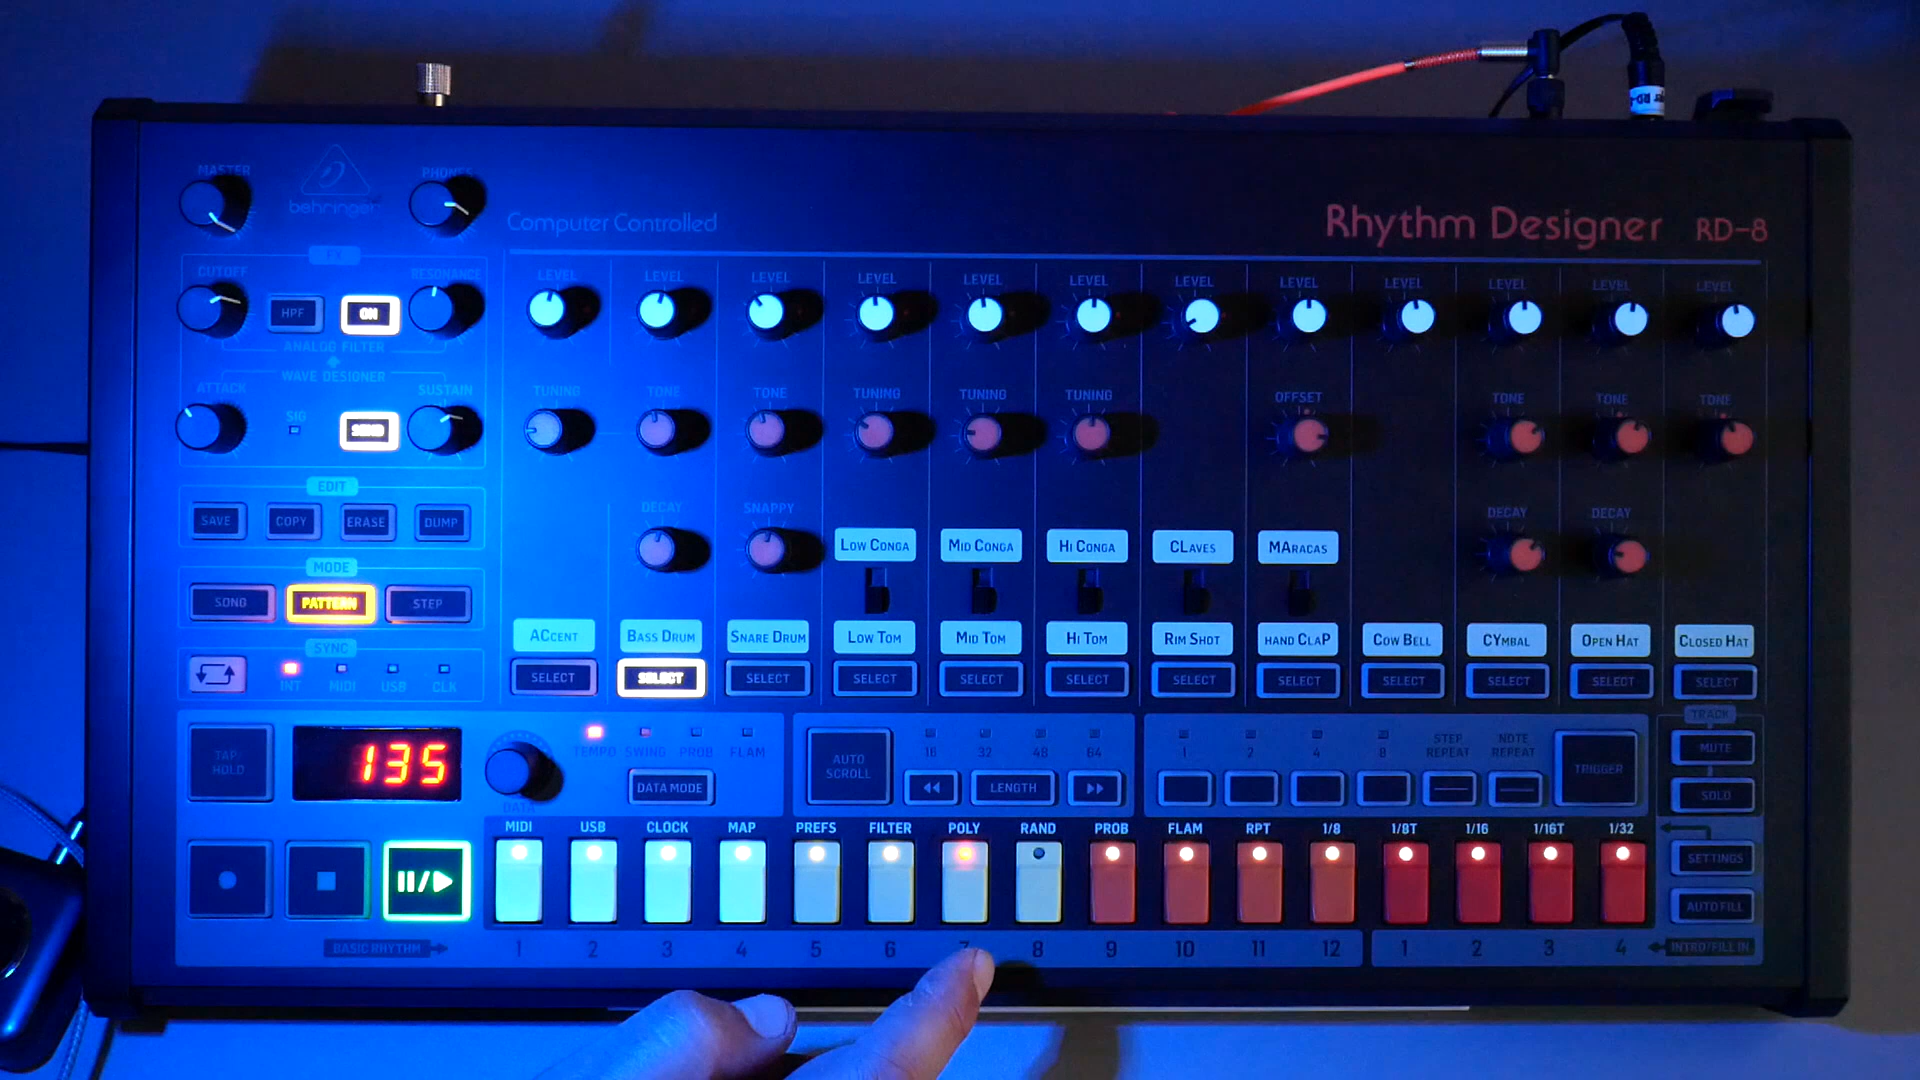 MASTER
behringer
PHONES
Computer Controlled
Rhythm Designer RD-8
FX
CUTOFF
RESONANCE
HPF
ON
ANALOG FILTER
WAVE DESIGNER
ATTACK
SUSTAIN
SIG
SEND
LEVEL LEVEL LEVEL LEVEL LEVEL LEVEL LEVEL LEVEL LEVEL LEVEL LEVEL LEVEL
TUNING TONE TONE TUNING TUNING TUNING OFFSET TONE TONE TONE
DECAY SNAPPY DECAY DECAY
EDIT
SAVE COPY ERASE DUMP
MODE
SONG PATTERN STEP
SYNC
INT MIDI USB CLK
LOW CONGA MID CONGA HI CONGA CLAVES MARACAS
ACCENT BASS DRUM SNARE DRUM LOW TOM MID TOM HI TOM RIM SHOT HAND CLAP COW BELL CYMBAL OPEN HAT CLOSED HAT
SELECT SELECT SELECT SELECT SELECT SELECT SELECT SELECT SELECT SELECT SELECT SELECT
TAP/
HOLD
135
DATA
TEMPO SWING PROB FLAM
DATA MODE
AUTO
SCROLL
16 32 48 64
LENGTH
1 2 4 8
STEP
REPEAT
NOTE
REPEAT
TRIGGER
TRACK
MUTE
SOLO
SETTINGS
AUTO FILL
MIDI USB CLOCK MAP PREFS FILTER POLY RAND PROB FLAM RPT 1/8 1/8T 1/16 1/16T 1/32
BASIC RHYTHM
1 2 3 4 5 6 7 8 9 10 11 12 1 2 3 4
INTRO/FILL IN